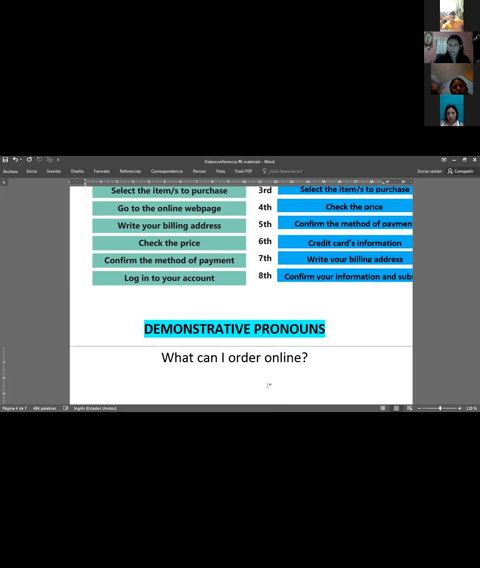 Videoconferencia #6 materials - Word
Archivo Inicio Insertar Diseño Formato Referencias Correspondencia Revisar Vista Foxit PDF ¿Qué desea hacer? Iniciar sesión Compartir
Select the item/s to purchase 3rd Select the item/s to purchase
Go to the online webpage 4th Check the price
Write your billing address 5th Confirm the method of paymen
Check the price 6th Credit card's information
Confirm the method of payment 7th Write your billing address
Log in to your account 8th Confirm your information and sub
DEMONSTRATIVE PRONOUNS
What can I order online?
Página 4 de 7 484 palabras Inglés (Estados Unidos)